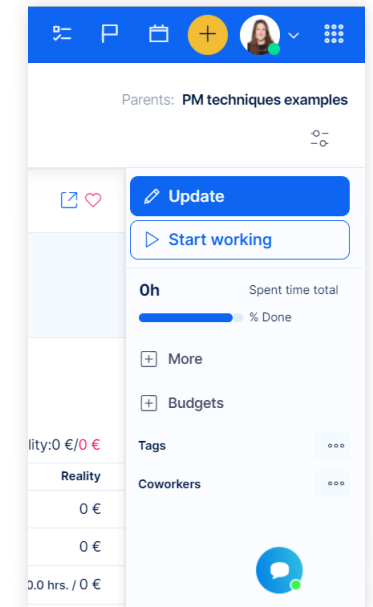 Parents: PM techniques examples
Update
Start working
0h Spent time total
% Done
More
Budgets
lity:0 €/0 €
Tags
Reality
Coworkers
0 €
0 €
0.0 hrs. / 0 €